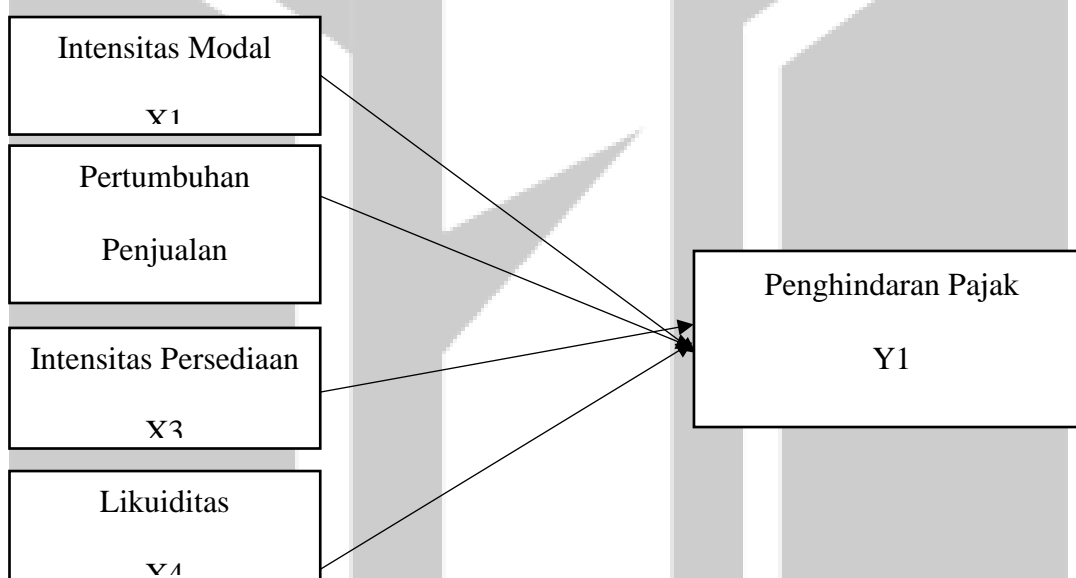 Intensitas Modal
X1
Pertumbuhan
Penjualan
Intensitas Persediaan
X3
Likuiditas
X4
Penghindaran Pajak
Y1